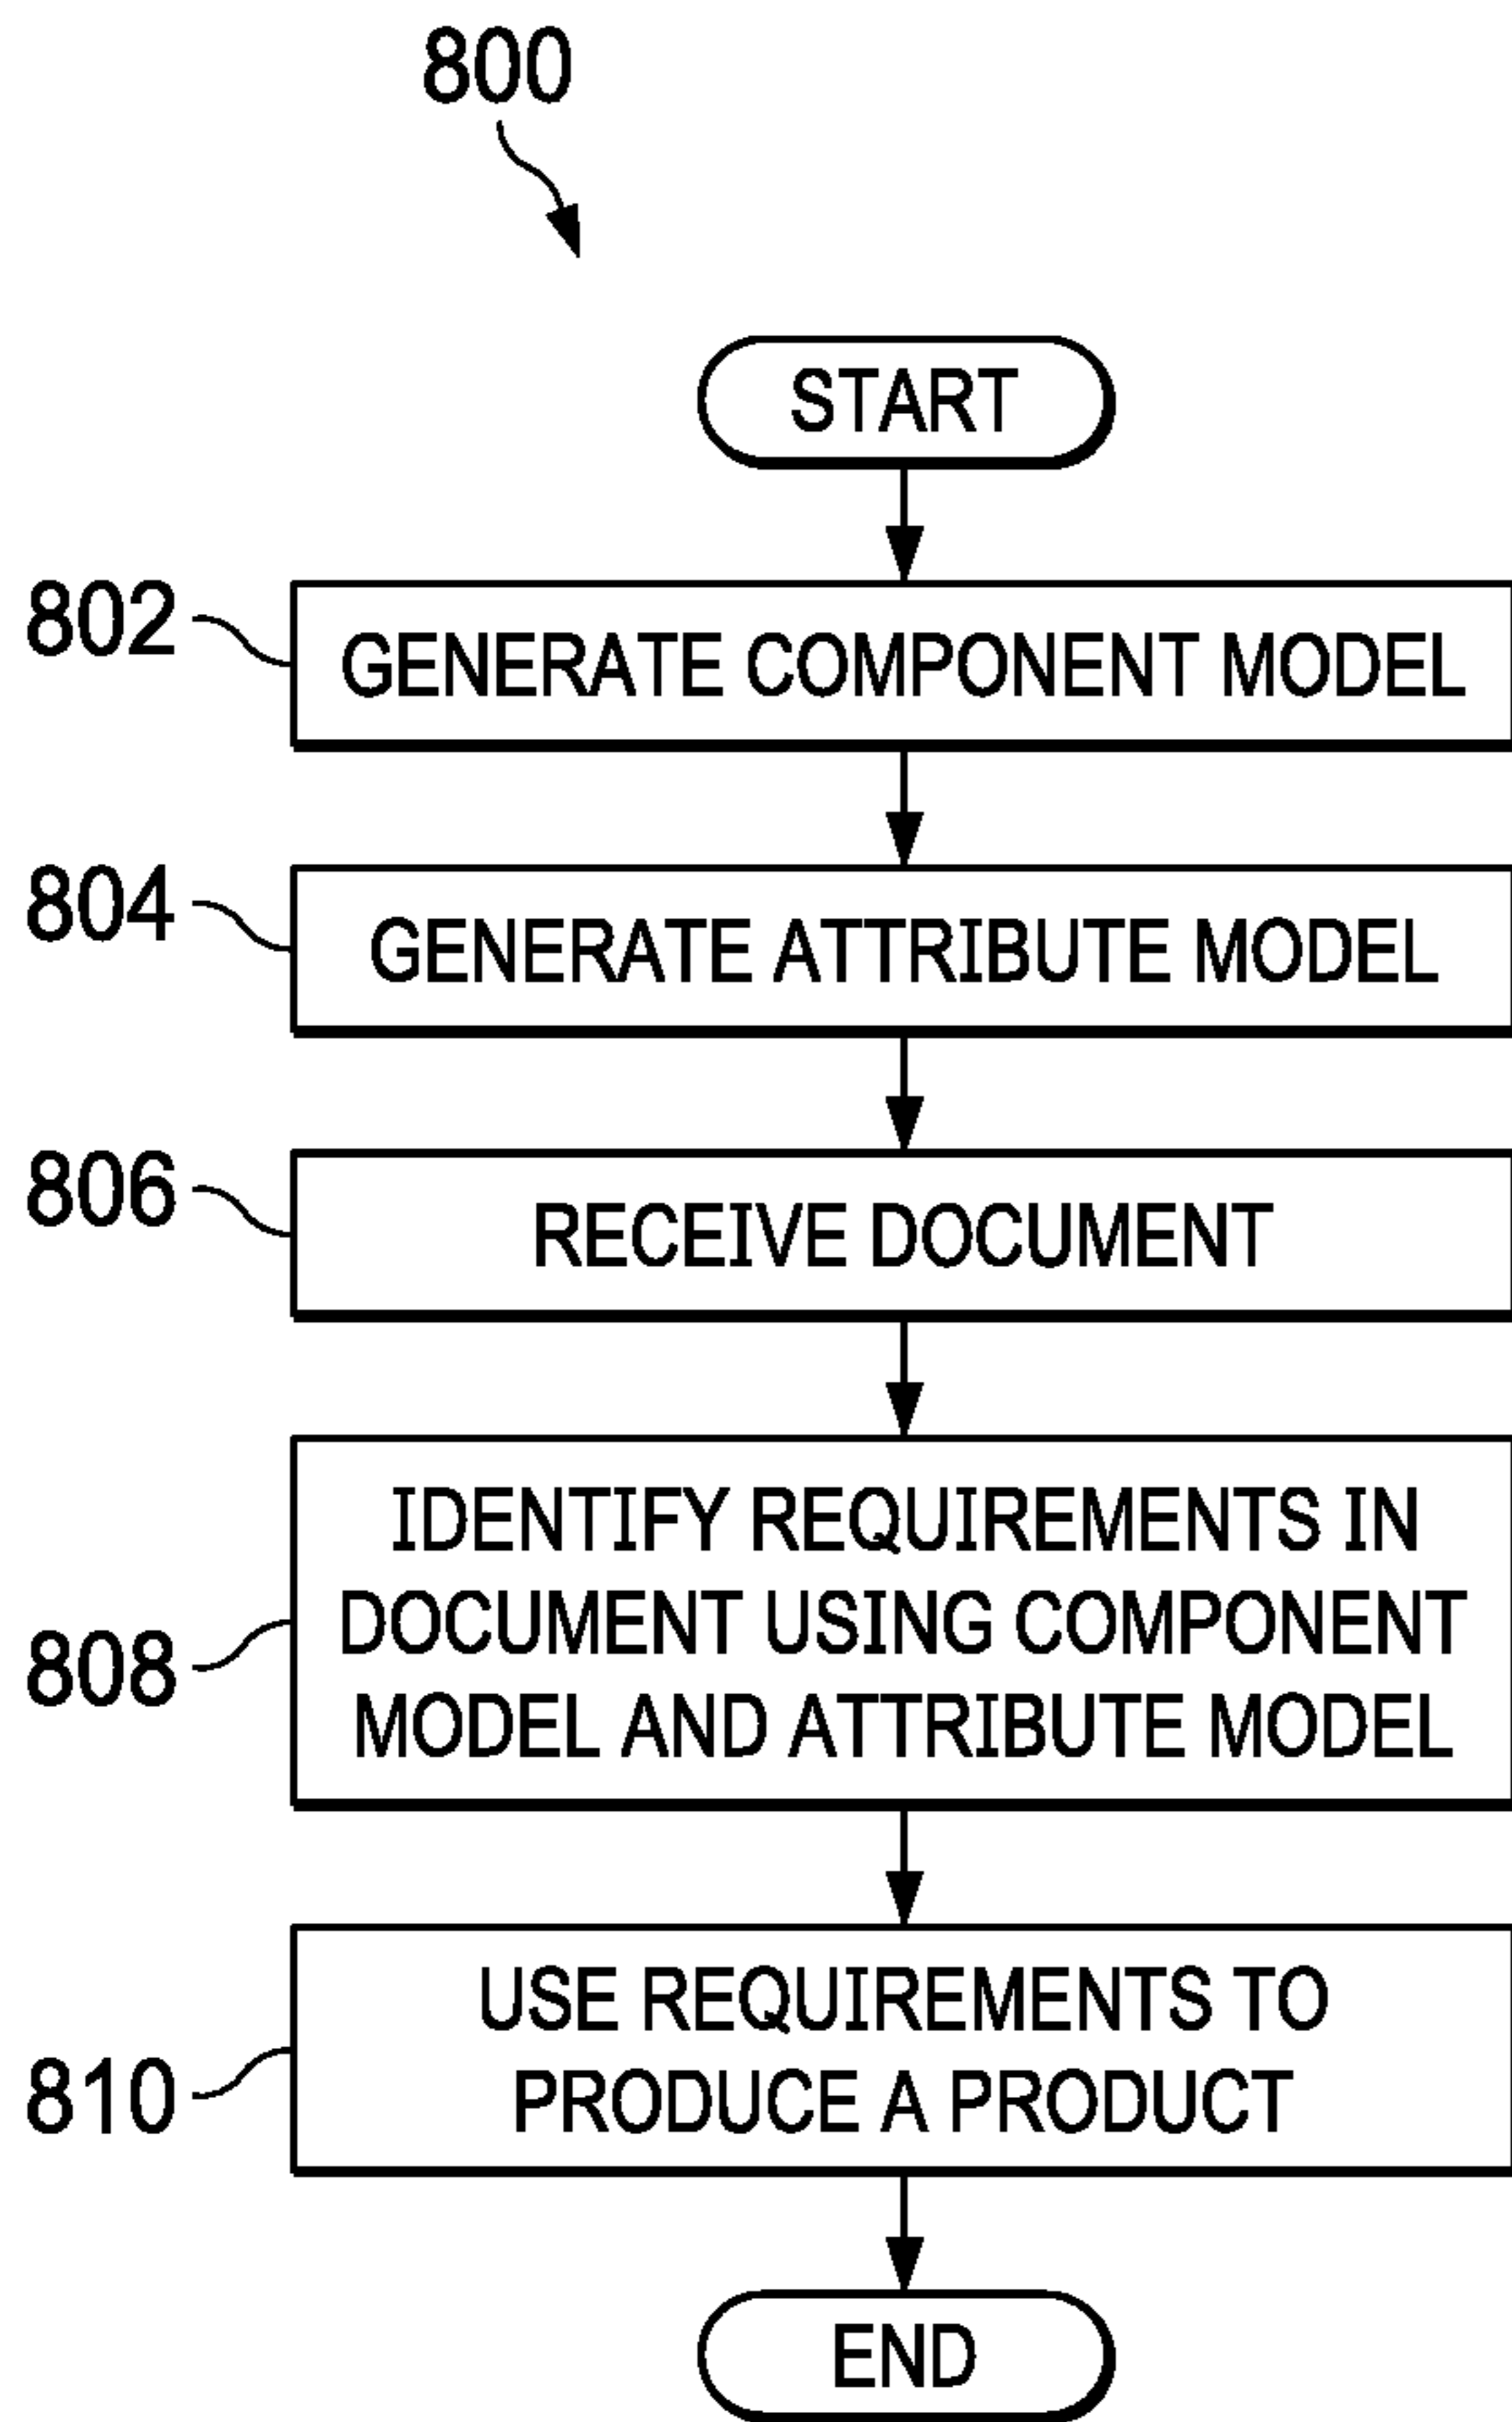 800
START
802
GENERATE COMPONENT MODEL
804
GENERATE ATTRIBUTE MODEL
806
RECEIVE DOCUMENT
808
IDENTIFY REQUIREMENTS IN
DOCUMENT USING COMPONENT
MODEL AND ATTRIBUTE MODEL
810
USE REQUIREMENTS TO
PRODUCE A PRODUCT
END